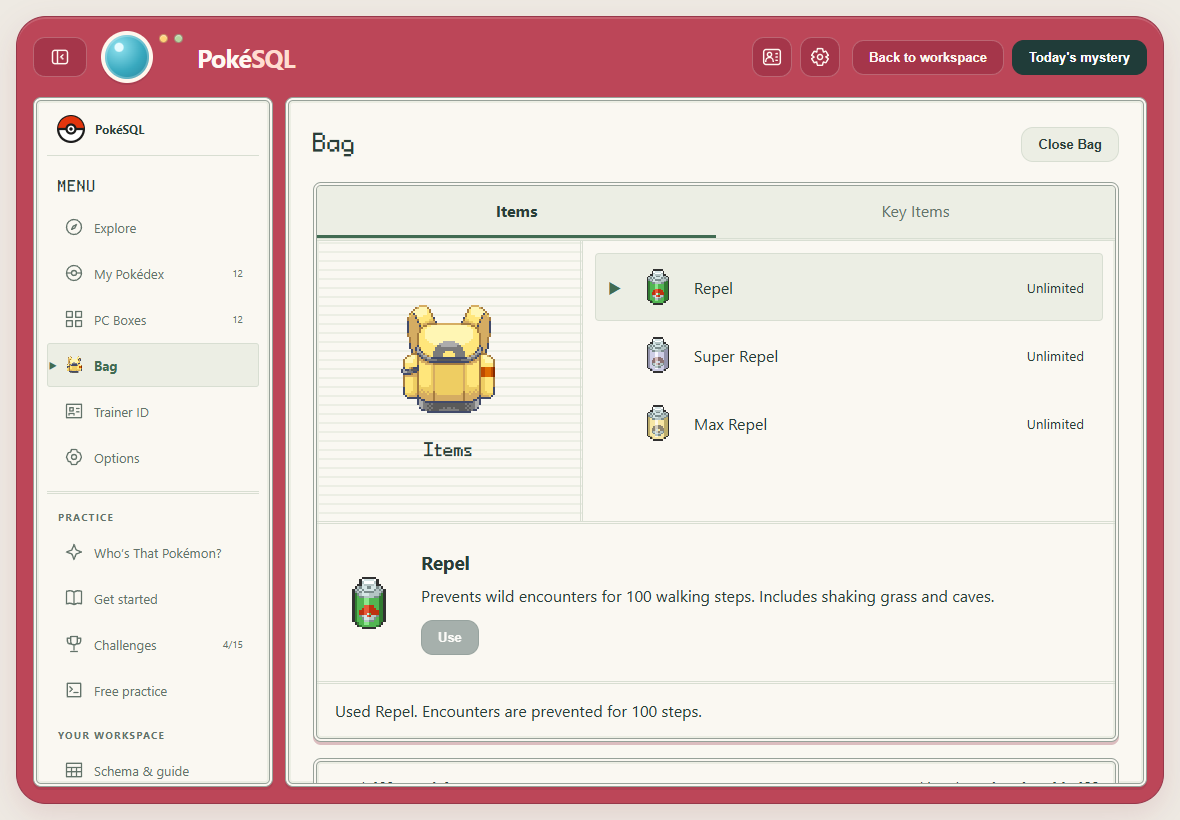 PokéSQL
Back to workspace
Today's mystery
PokéSQL
MENU
Explore
My Pokédex 12
PC Boxes 12
Bag
Trainer ID
Options
PRACTICE
Who's That Pokémon?
Get started
Challenges 4/15
Free practice
YOUR WORKSPACE
Schema & guide
Bag
Close Bag
Items
Key Items
Items
Repel Unlimited
Super Repel Unlimited
Max Repel Unlimited
Repel
Prevents wild encounters for 100 walking steps. Includes shaking grass and caves.
Use
Used Repel. Encounters are prevented for 100 steps.